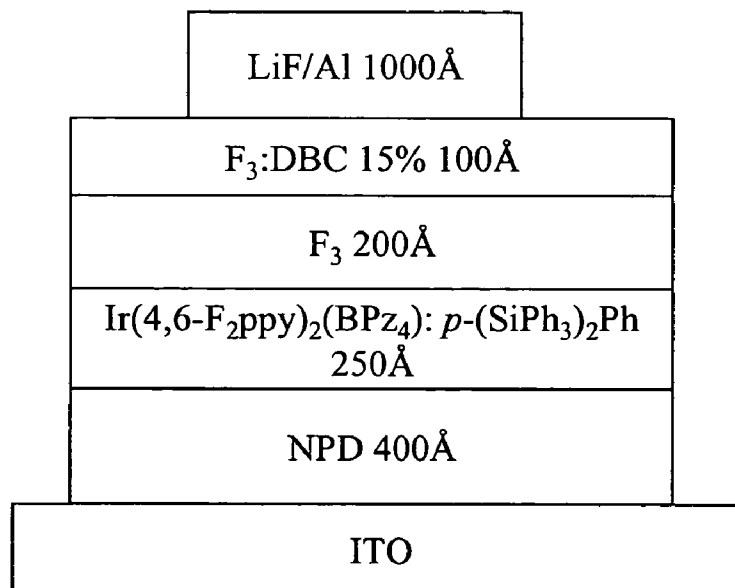 LiF/Al 1000Å
F₃:DBC 15% 100Å
F₃ 200Å
Ir(4,6-F₂ppy)₂(BPz₄): p-(SiPh₃)₂Ph
250Å
NPD 400Å
ITO